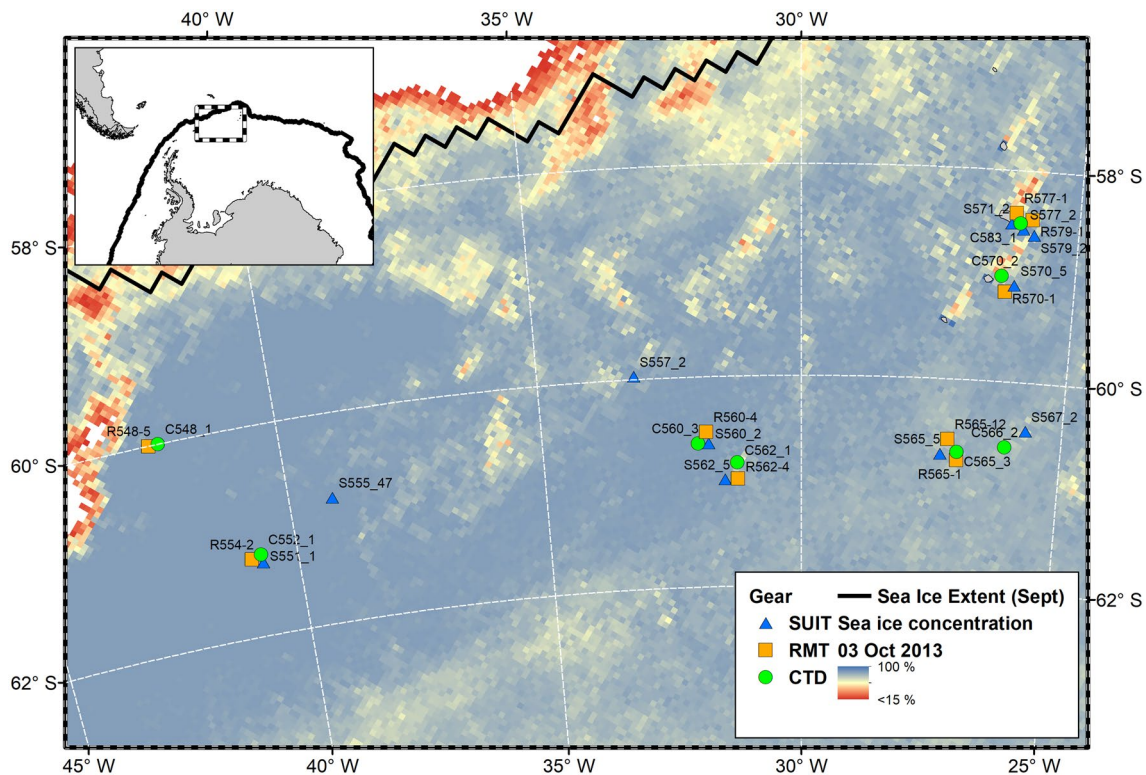 40° W
35° W
30° W
58° S
60° S
62° S
58° S
60° S
62° S
R577-1
S571_2
S577_2
R579-1
C583_1
S579_2
C570_2
S570_5
R570-1
S557_2
R548-5
C548_1
R560-4
C560_3
S560_2
C562_1
S562_5
R562-4
R565-12
S567_2
S565_5
C566_2
C565_3
R565-1
S555_47
C552_1
R554-2
S551_1
Gear
Sea Ice Extent (Sept)
SUIT
Sea ice concentration
RMT
03 Oct 2013
CTD
100 %
<15 %
45° W
40° W
35° W
30° W
25° W